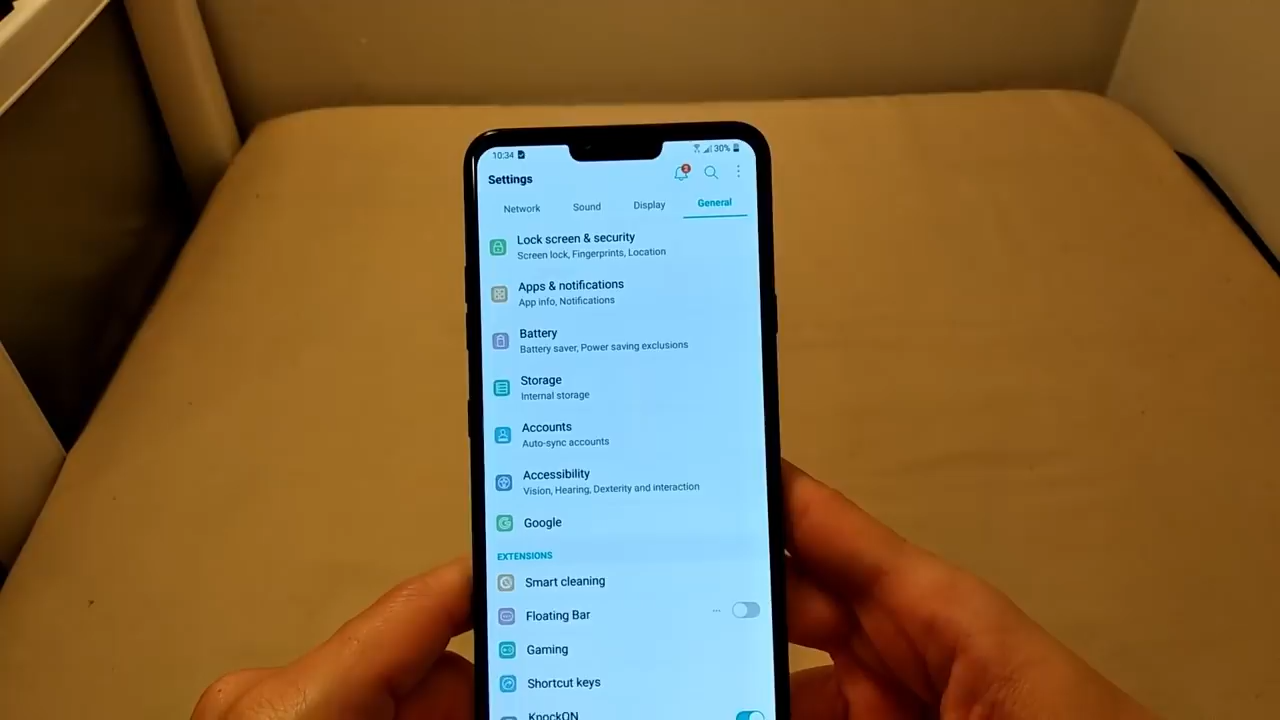 10:34 30%
Settings 2
Network Sound Display General
Lock screen & security
Screen lock, Fingerprints, Location
Apps & notifications
App info, Notifications
Battery
Battery saver, Power saving exclusions
Storage
Internal storage
Accounts
Auto-sync accounts
Accessibility
Vision, Hearing, Dexterity and interaction
Google
EXTENSIONS
Smart cleaning
Floating Bar
Gaming
Shortcut keys
KnockON